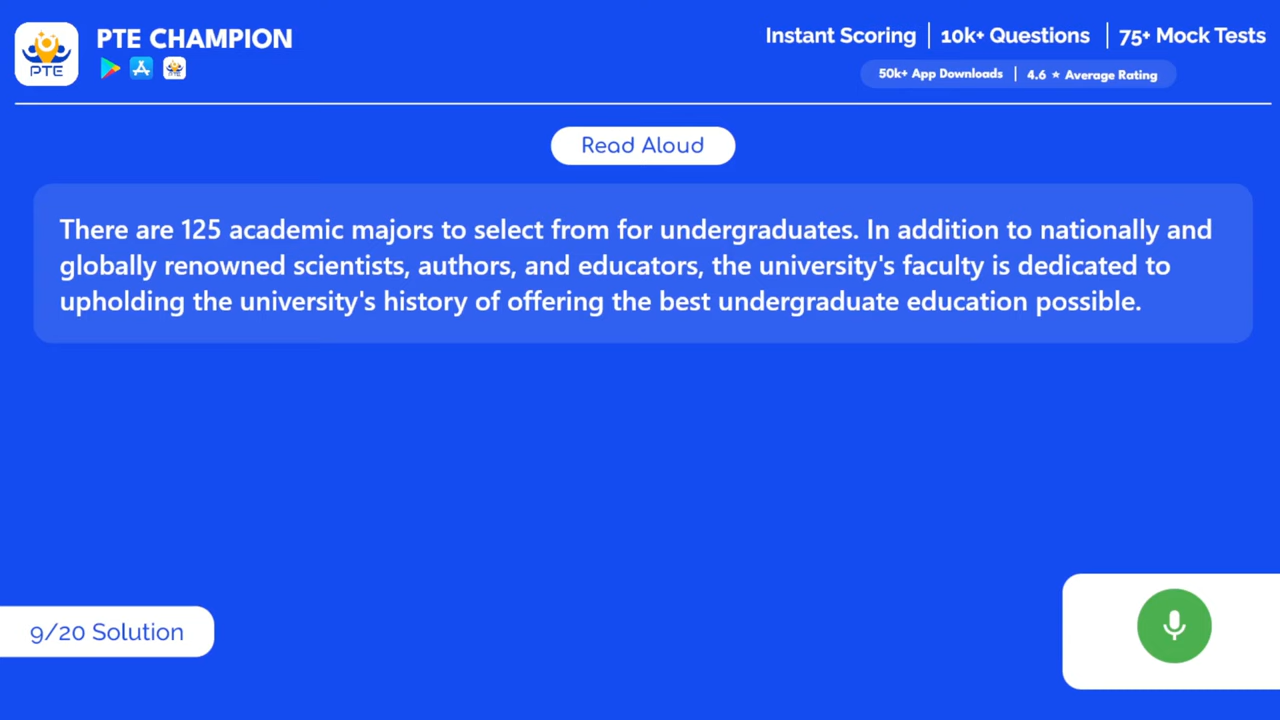 PTE CHAMPION
PTE
Instant Scoring | 10k+ Questions | 75+ Mock Tests
50k+ App Downloads | 4.6 ★ Average Rating
Read Aloud
There are 125 academic majors to select from for undergraduates. In addition to nationally and
globally renowned scientists, authors, and educators, the university's faculty is dedicated to
upholding the university's history of offering the best undergraduate education possible.
9/20 Solution